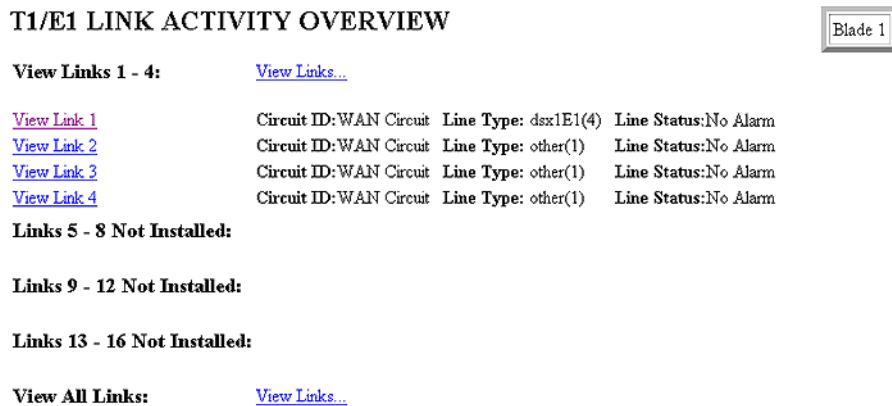 T1/E1 LINK ACTIVITY OVERVIEW
Blade 1
View Links 1 - 4: View Links...
View Link 1 Circuit ID:WAN Circuit Line Type: dsx1E1(4) Line Status:No Alarm
View Link 2 Circuit ID:WAN Circuit Line Type: other(1) Line Status:No Alarm
View Link 3 Circuit ID:WAN Circuit Line Type: other(1) Line Status:No Alarm
View Link 4 Circuit ID:WAN Circuit Line Type: other(1) Line Status:No Alarm
Links 5 - 8 Not Installed:
Links 9 - 12 Not Installed:
Links 13 - 16 Not Installed:
View All Links: View Links...